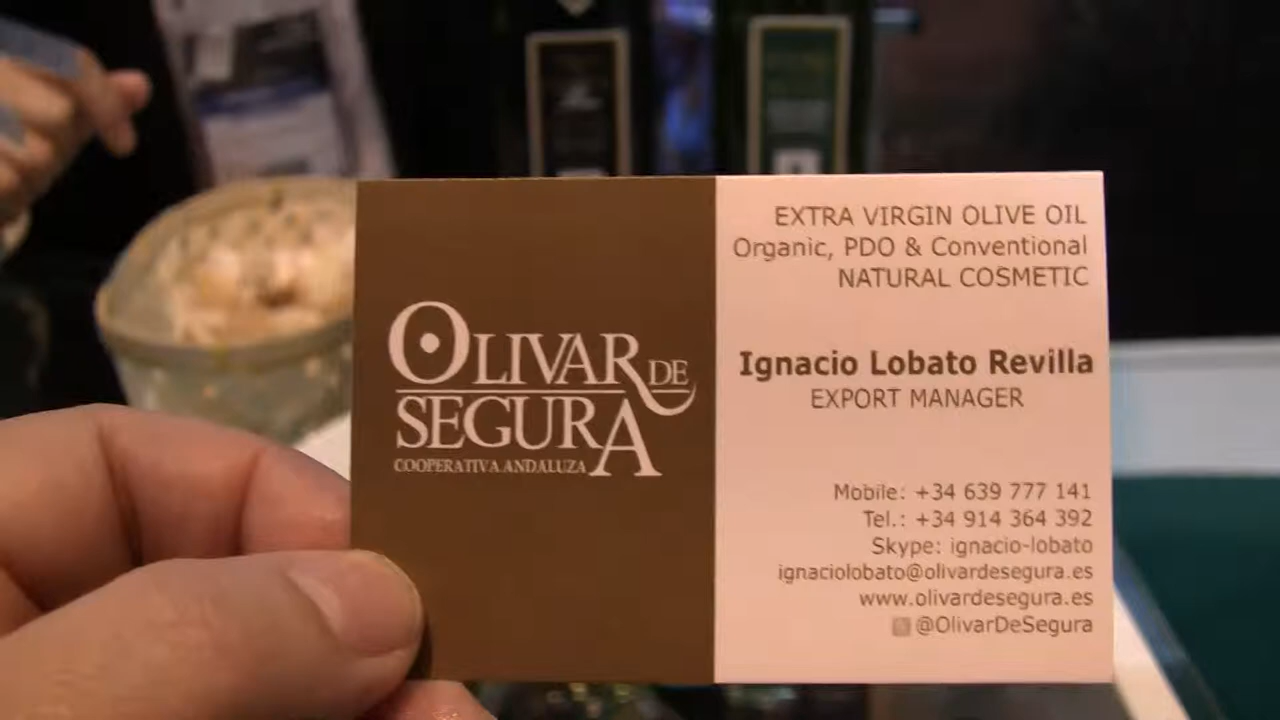 OLIVAR DE
SEGURA
COOPERATIVA ANDALUZA
EXTRA VIRGIN OLIVE OIL
Organic, PDO & Conventional
NATURAL COSMETIC
Ignacio Lobato Revilla
EXPORT MANAGER
Mobile: +34 639 777 141
Tel.: +34 914 364 392
Skype: ignacio-lobato
ignaciolobato@olivardesegura.es
www.olivardesegura.es
@OlivarDeSegura